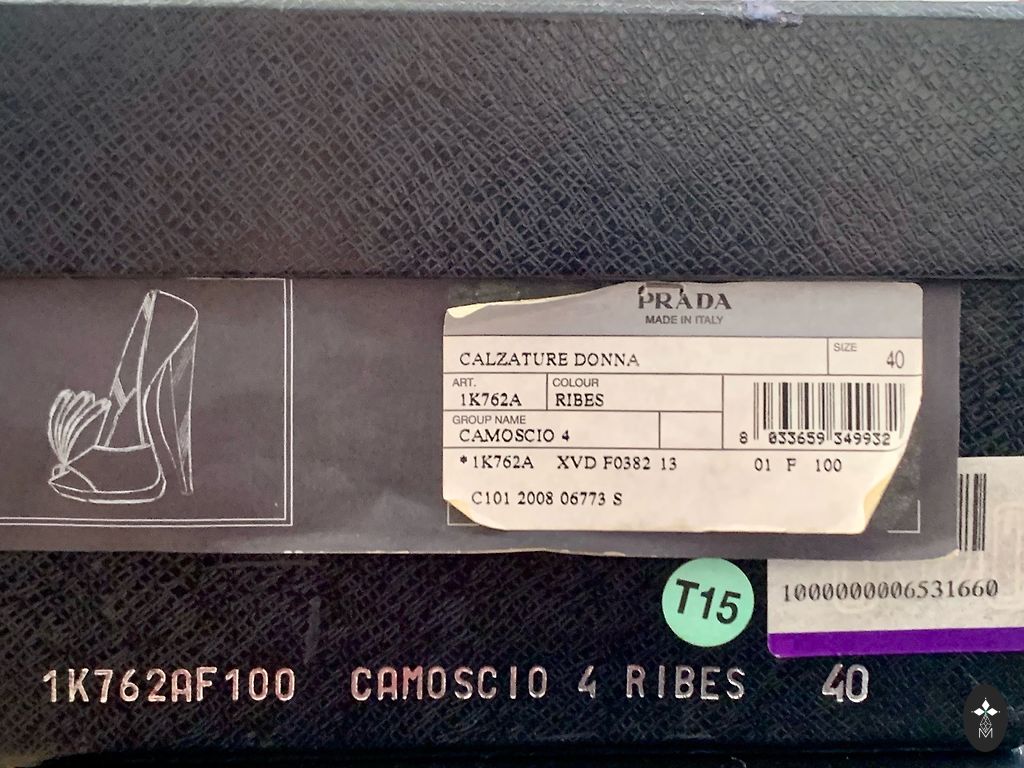 PRADA
MADE IN ITALY
CALZATURE DONNA
SIZE
40
ART.
1K762A
COLOUR
RIBES
GROUP NAME
CAMOSCIO 4
8 033659 349932
*1K762A XVD F0382 13 01 F 100
C101 2008 06773 S
T15
1000000006531660
1K762AF100 CAMOSCIO 4 RIBES 40
M